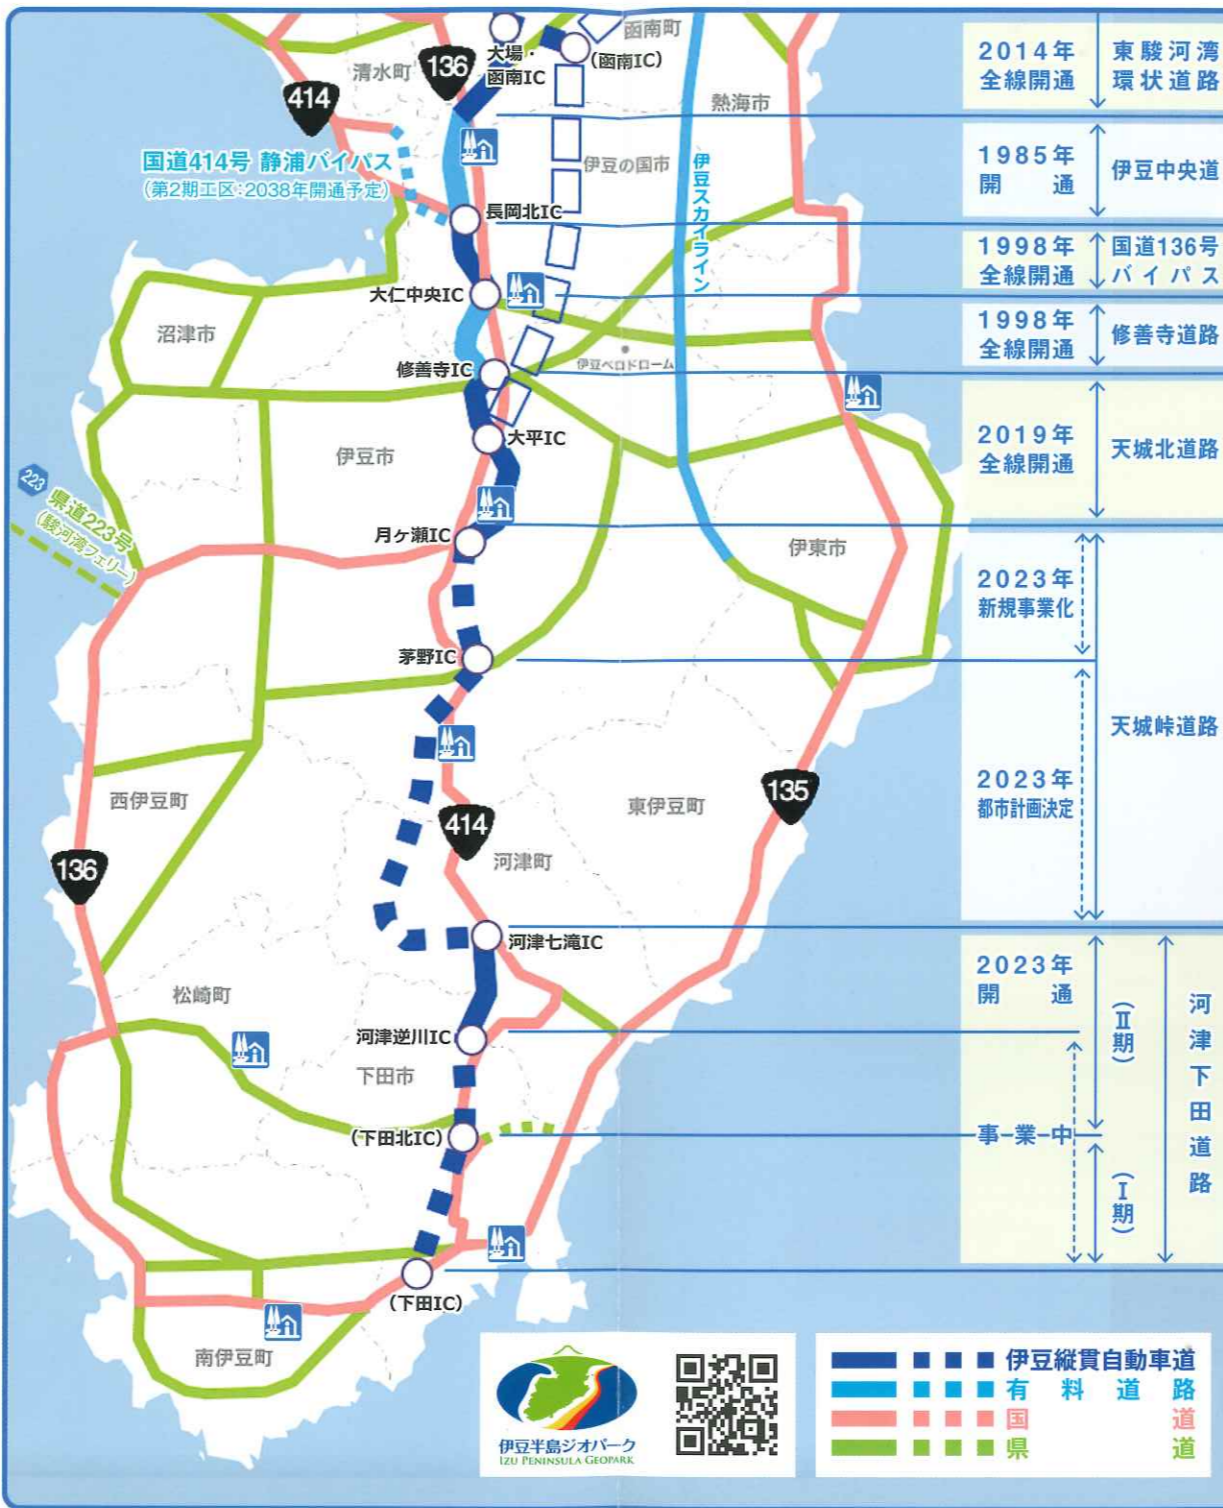 函南町
大場・
函南IC
(函南IC)
清水町
136
414
熱海市
国道414号 静浦バイパス
(第2期工区:2038年開通予定)
伊豆の国市
伊豆スカイライン
長岡北IC
大仁中央IC
沼津市
修善寺IC
伊豆ベロドローム
大平IC
伊豆市
223
県道223号
(駿河湾フェリー)
月ヶ瀬IC
伊東市
茅野IC
西伊豆町
東伊豆町
135
414
136
河津町
河津七滝IC
松崎町
河津逆川IC
下田市
(下田北IC)
(下田IC)
南伊豆町
2014年
全線開通
東駿河湾
環状道路
1985年
開通
伊豆中央道
1998年
全線開通
国道136号
バイパス
1998年
全線開通
修善寺道路
2019年
全線開通
天城北道路
2023年
新規事業化
天城峠道路
2023年
都市計画決定
2023年
開通
(Ⅱ期)
河津下田道路
事業中
(Ⅰ期)
伊豆半島ジオパーク
IZU PENINSULA GEOPARK
伊豆縦貫自動車道
有料道路
国道
県道